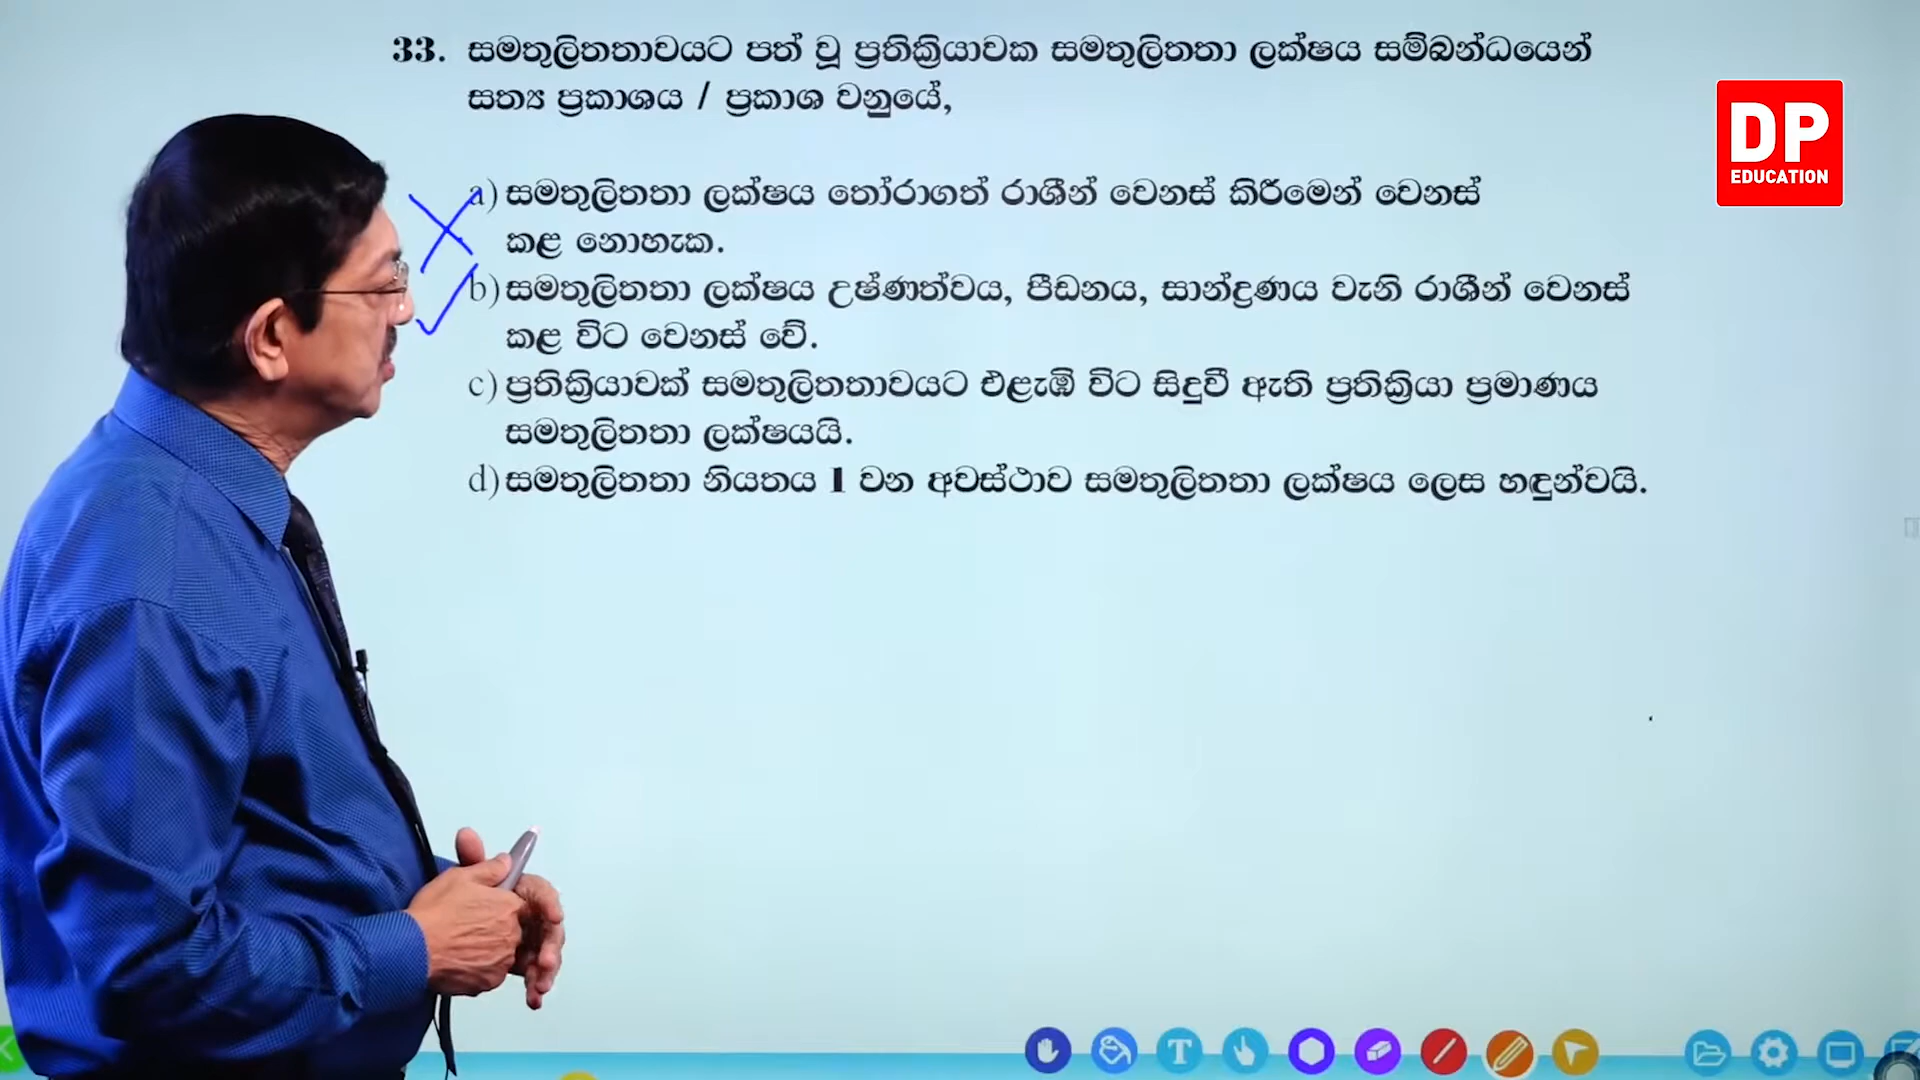 33. සමතුලිතතාවයට පත් වූ ප්‍රතික්‍රියාවක සමතුලිතතා ලක්ෂය සම්බන්ධයෙන්
සත්‍ය ප්‍රකාශය / ප්‍රකාශ වනුයේ,
DP
EDUCATION
a) සමතුලිතතා ලක්ෂය තෝරාගත් රාශීන් වෙනස් කිරීමෙන් වෙනස්
කළ නොහැක.
b) සමතුලිතතා ලක්ෂය උෂ්ණත්වය, පීඩනය, සාන්ද්‍රණය වැනි රාශීන් වෙනස්
කළ විට වෙනස් වේ.
c) ප්‍රතික්‍රියාවක් සමතුලිතතාවයට එළැඹි විට සිදුවී ඇති ප්‍රතික්‍රියා ප්‍රමාණය
සමතුලිතතා ලක්ෂයයි.
d) සමතුලිතතා නියතය 1 වන අවස්ථාව සමතුලිතතා ලක්ෂය ලෙස හඳුන්වයි.
T